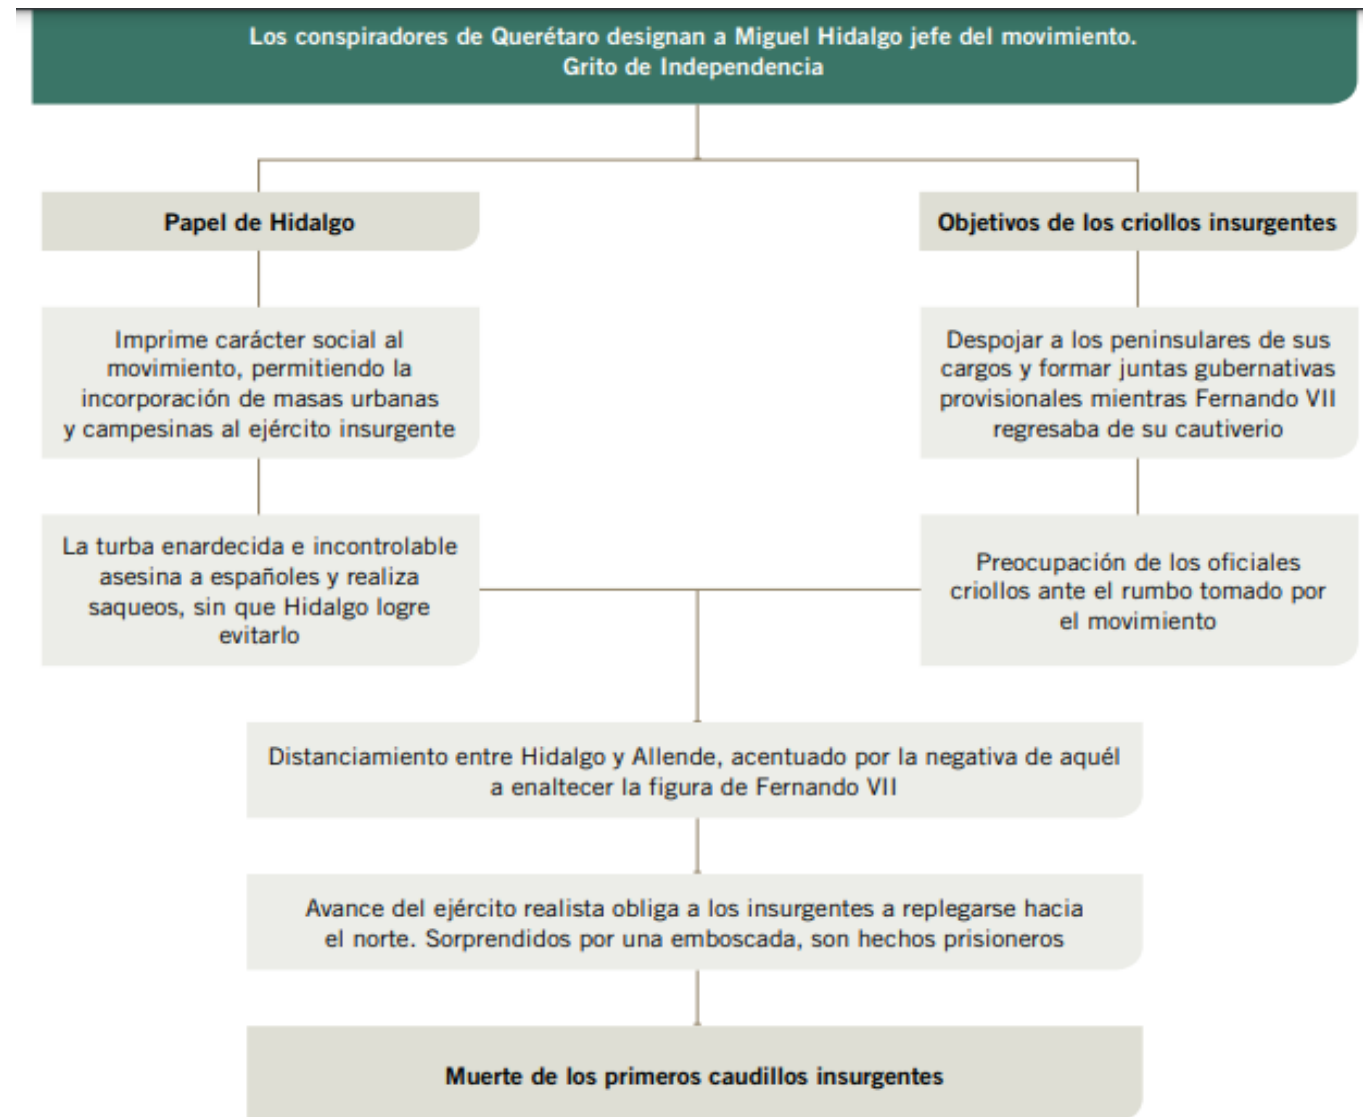 Los conspiradores de Querétaro designan a Miguel Hidalgo jefe del movimiento.
Grito de Independencia
Papel de Hidalgo
Imprime carácter social al
movimiento, permitiendo la
incorporación de masas urbanas
y campesinas al ejército insurgente
La turba enardecida e incontrolable
asesina a españoles y realiza
saqueos, sin que Hidalgo logre
evitarlo
Objetivos de los criollos insurgentes
Despojar a los peninsulares de sus
cargos y formar juntas gubernativas
provisionales mientras Fernando VII
regresaba de su cautiverio
Preocupación de los oficiales
criollos ante el rumbo tomado por
el movimiento
Distanciamiento entre Hidalgo y Allende, acentuado por la negativa de aquél
a enaltecer la figura de Fernando VII
Avance del ejército realista obliga a los insurgentes a replegarse hacia
el norte. Sorprendidos por una emboscada, son hechos prisioneros
Muerte de los primeros caudillos insurgentes